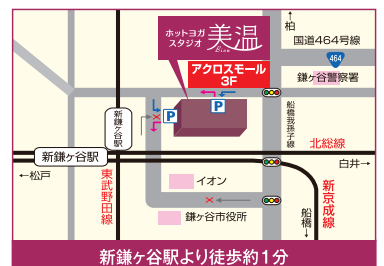 ↑柏
国道464号線
464
ホットヨガ
スタジオ
美温
Bion
アクロスモール
3F
鎌ヶ谷警察署
P
P
新鎌ヶ谷駅
船橋我孫子線
北総線
新鎌ヶ谷駅
白井→
←松戸
東武野田線
イオン
新京成線
鎌ヶ谷市役所
船橋↓
新鎌ヶ谷駅より徒歩約1分